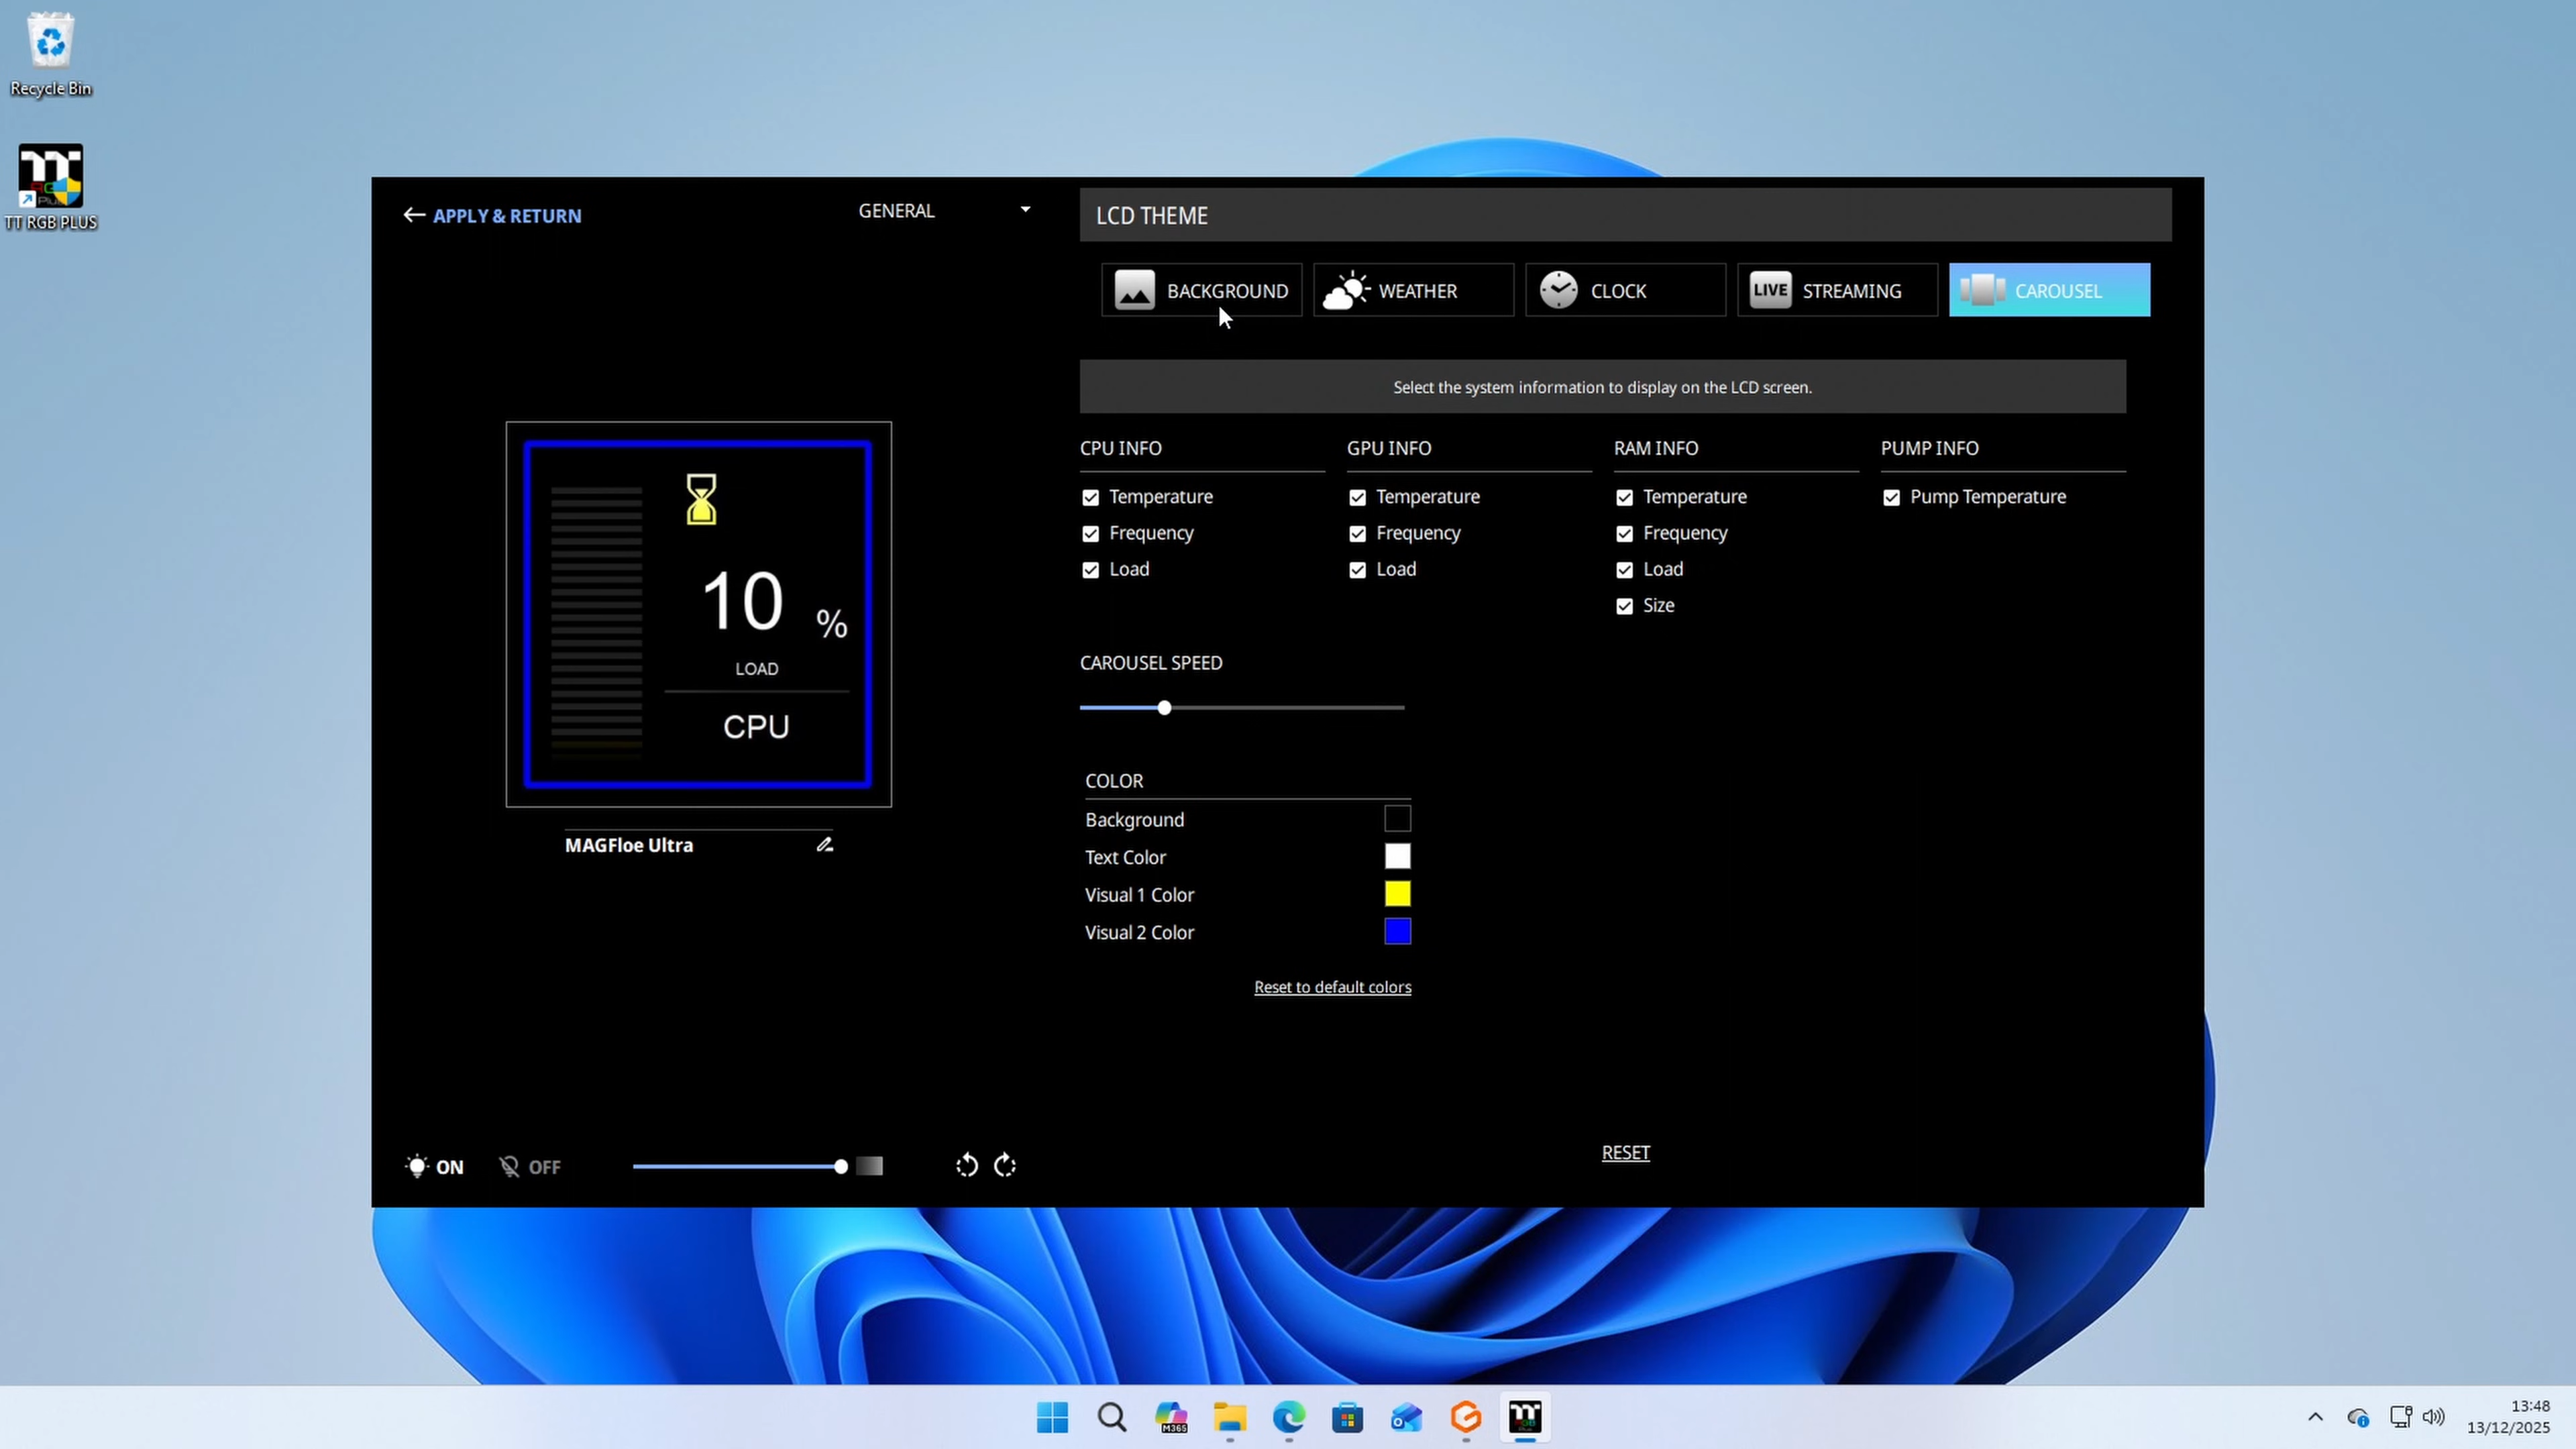 Recycle Bin
TT RGB PLUS
APPLY & RETURN
GENERAL
LCD THEME
BACKGROUND
WEATHER
CLOCK
LIVE STREAMING
CAROUSEL
Select the system information to display on the LCD screen.
CPU INFO
GPU INFO
RAM INFO
PUMP INFO
Temperature
Temperature
Temperature
Pump Temperature
Frequency
Frequency
Frequency
Load
Load
Load
Size
10 %
LOAD
CPU
MAGFloe Ultra
CAROUSEL SPEED
COLOR
Background
Text Color
Visual 1 Color
Visual 2 Color
Reset to default colors
ON
OFF
RESET
M365
13:48
13/12/2025